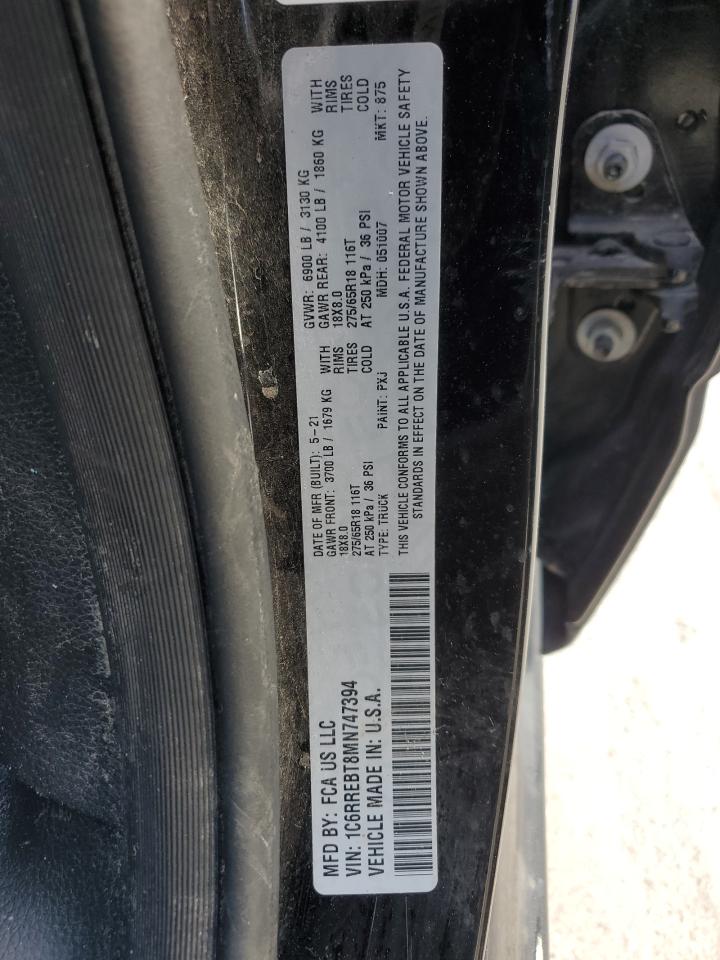 MFD BY: FCA US LLC
VIN: 1C6RREBT8MN747394
VEHICLE MADE IN: U.S.A.
DATE OF MFR (BUILT): 5-21
GAWR FRONT: 3700 LB / 1679 KG WITH
18X8.0 RIMS
275/65R18 116T TIRES
AT 250 kPa / 36 PSI COLD
TYPE: TRUCK PAINT: PXJ
GVWR: 6900 LB / 3130 KG
GAWR REAR: 4100 LB / 1860 KG WITH
18X8.0 RIMS
275/65R18 116T TIRES
AT 250 kPa / 36 PSI COLD
MDH: 051007 MKT: 875
THIS VEHICLE CONFORMS TO ALL APPLICABLE U.S.A. FEDERAL MOTOR VEHICLE SAFETY
STANDARDS IN EFFECT ON THE DATE OF MANUFACTURE SHOWN ABOVE.